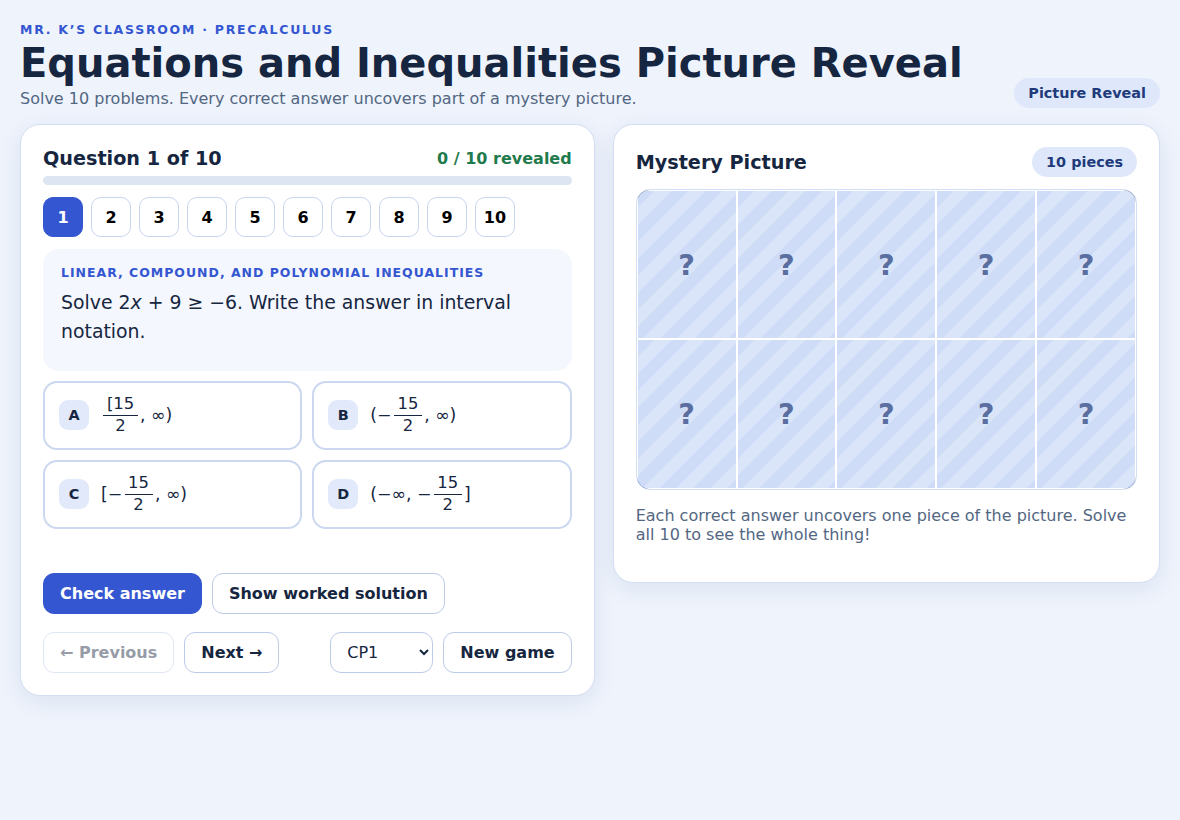 MR. K’S CLASSROOM · PRECALCULUS
Equations and Inequalities Picture Reveal
Solve 10 problems. Every correct answer uncovers part of a mystery picture.
Picture Reveal
Question 1 of 10
0 / 10 revealed
1 2 3 4 5 6 7 8 9 10
LINEAR, COMPOUND, AND POLYNOMIAL INEQUALITIES
Solve 2x + 9 ≥ −6. Write the answer in interval
notation.
A [15/2, ∞)
B (−15/2, ∞)
C [−15/2, ∞)
D (−∞, −15/2]
Check answer
Show worked solution
← Previous
Next →
CP1
New game
Mystery Picture
10 pieces
? ? ? ? ?
? ? ? ? ?
Each correct answer uncovers one piece of the picture. Solve
all 10 to see the whole thing!